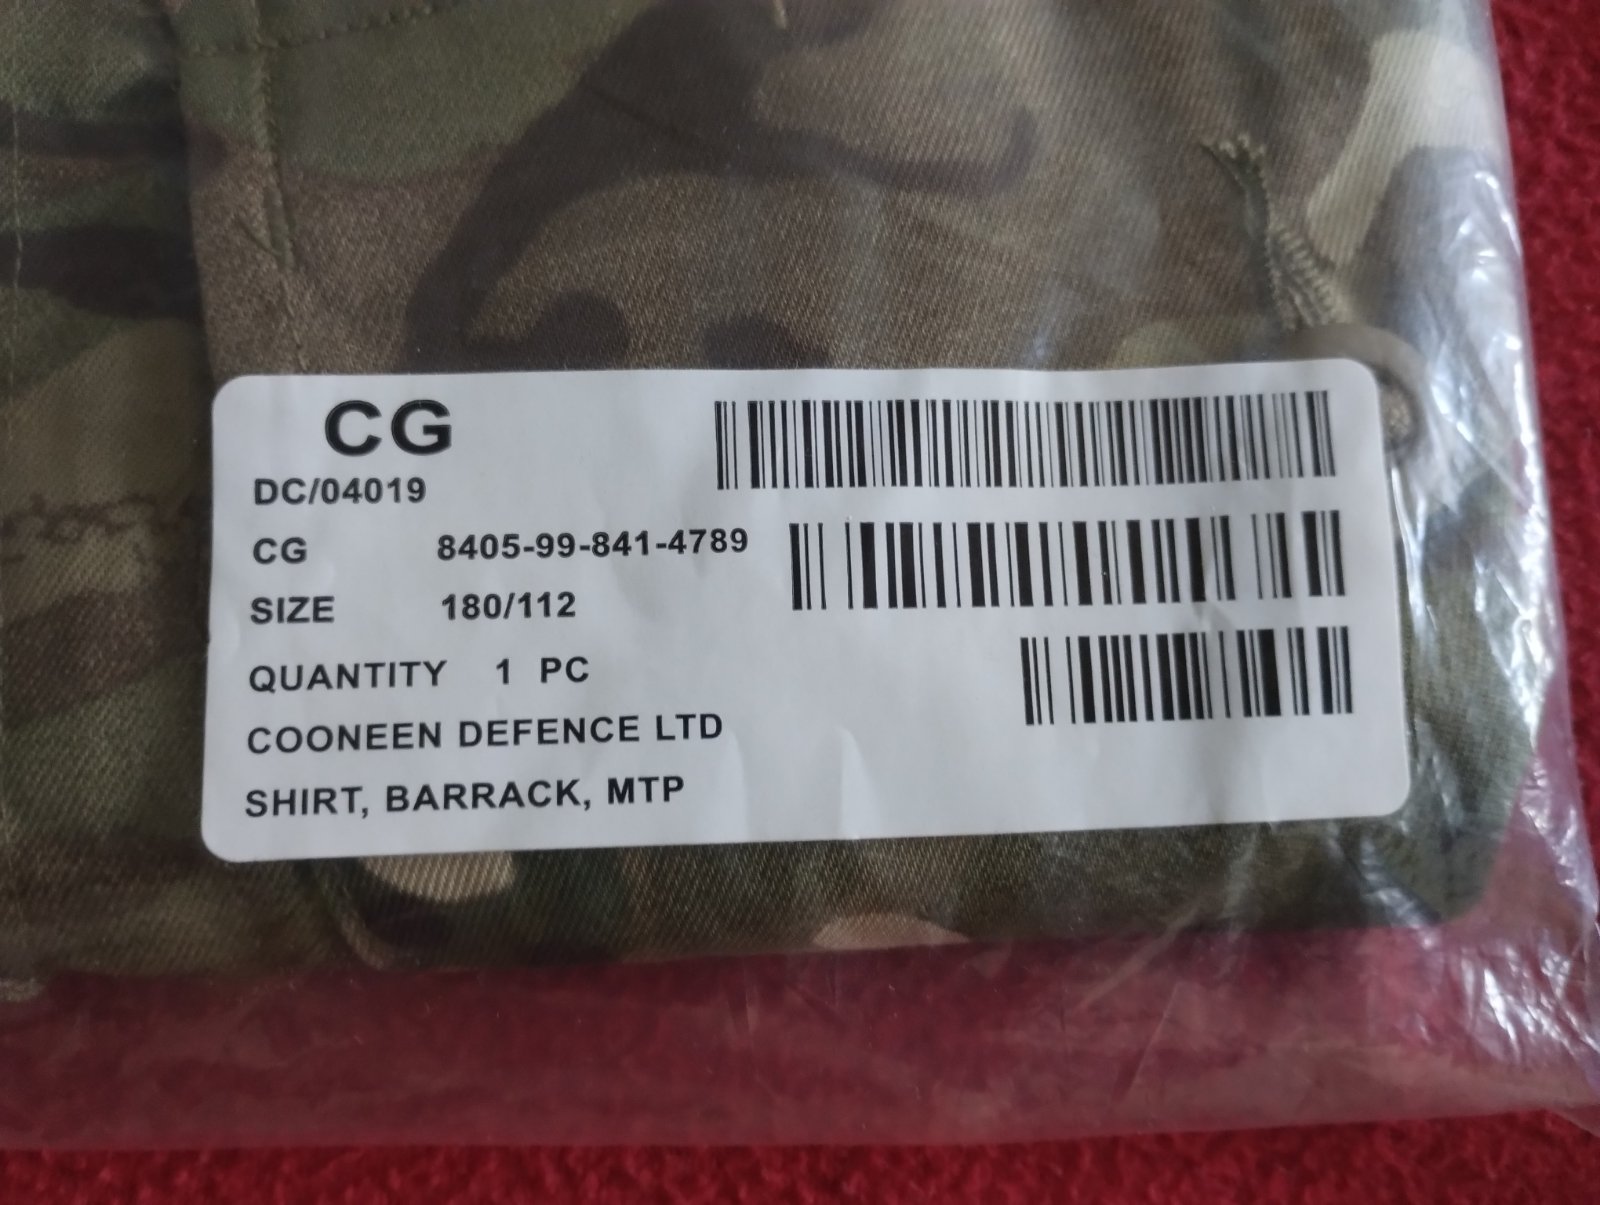 CG
DC/04019
CG 8405-99-841-4789
SIZE 180/112
QUANTITY 1 PC
COONEEN DEFENCE LTD
SHIRT, BARRACK, MTP